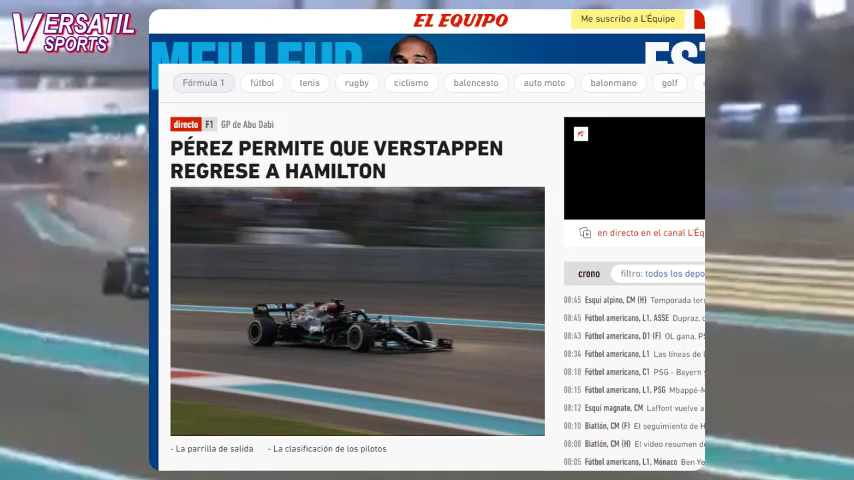 VERSATIL
SPORTS
EL EQUIPO
Me suscribo a L'Équipe
MEILLEUR
Fórmula 1
fútbol
tenis
rugby
ciclismo
baloncesto
auto moto
balonmano
golf
directo F1 GP de Abu Dabi
PÉREZ PERMITE QUE VERSTAPPEN
REGRESE A HAMILTON
en directo en el canal L'Éq
crono
filtro: todos los depo
08:45 Esquí alpino, CM (H) Temporada ter
08:45 Fútbol americano, L1, ASSE Dupraz,
08:43 Fútbol americano, D1 (F) OL gana, PS
08:34 Fútbol americano, L1 Las líneas de
08:18 Fútbol americano, C1 PSG - Bayern
08:15 Fútbol americano, L1, PSG Mbappé-M
08:12 Esquí magnate, CM Laffont vuelve a
08:10 Biatlón, CM (F) El seguimiento de H
08:08 Biatlón, CM (H) El video resumen de
08:05 Fútbol americano, L1, Mónaco Ben Ye
- La parrilla de salida - La clasificación de los pilotos